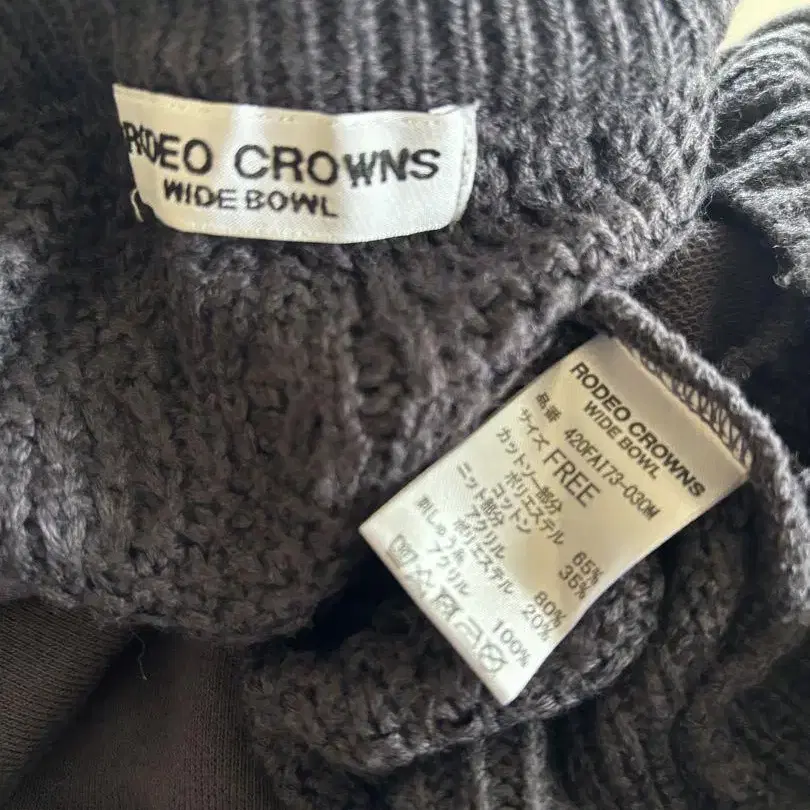 RODEO CROWNS
WIDE BOWL
RODEO CROWNS
WIDE BOWL
品番 420FA173-030M
サイズ FREE
カットソー部分
ポリエステル 65%
コットン 35%
ニット部分
アクリル 80%
ポリエステル 20%
刺しゅう糸
アクリル 100%